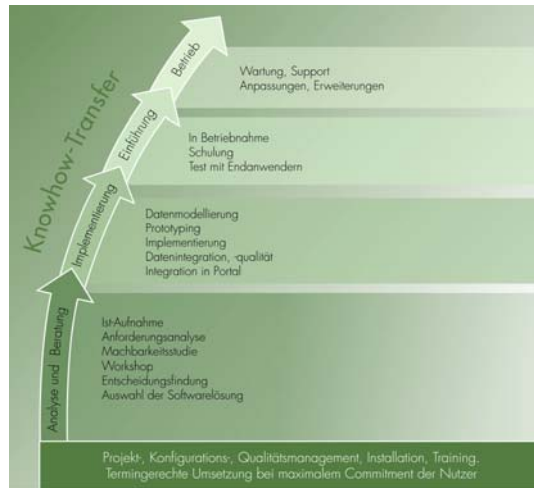 Knowhow-Transfer
Betrieb
Wartung, Support
Anpassungen, Erweiterungen
Einführung
In Betriebnahme
Schulung
Test mit Endanwendern
Implementierung
Datenmodellierung
Prototyping
Implementierung
Datenintegration, -qualität
Integration in Portal
Analyse und Beratung
Ist-Aufnahme
Anforderungsanalyse
Machbarkeitsstudie
Workshop
Entscheidungsfindung
Auswahl der Softwarelösung
Projekt-, Konfigurations-, Qualitätsmanagement, Installation, Training.
Termingerechte Umsetzung bei maximalem Commitment der Nutzer